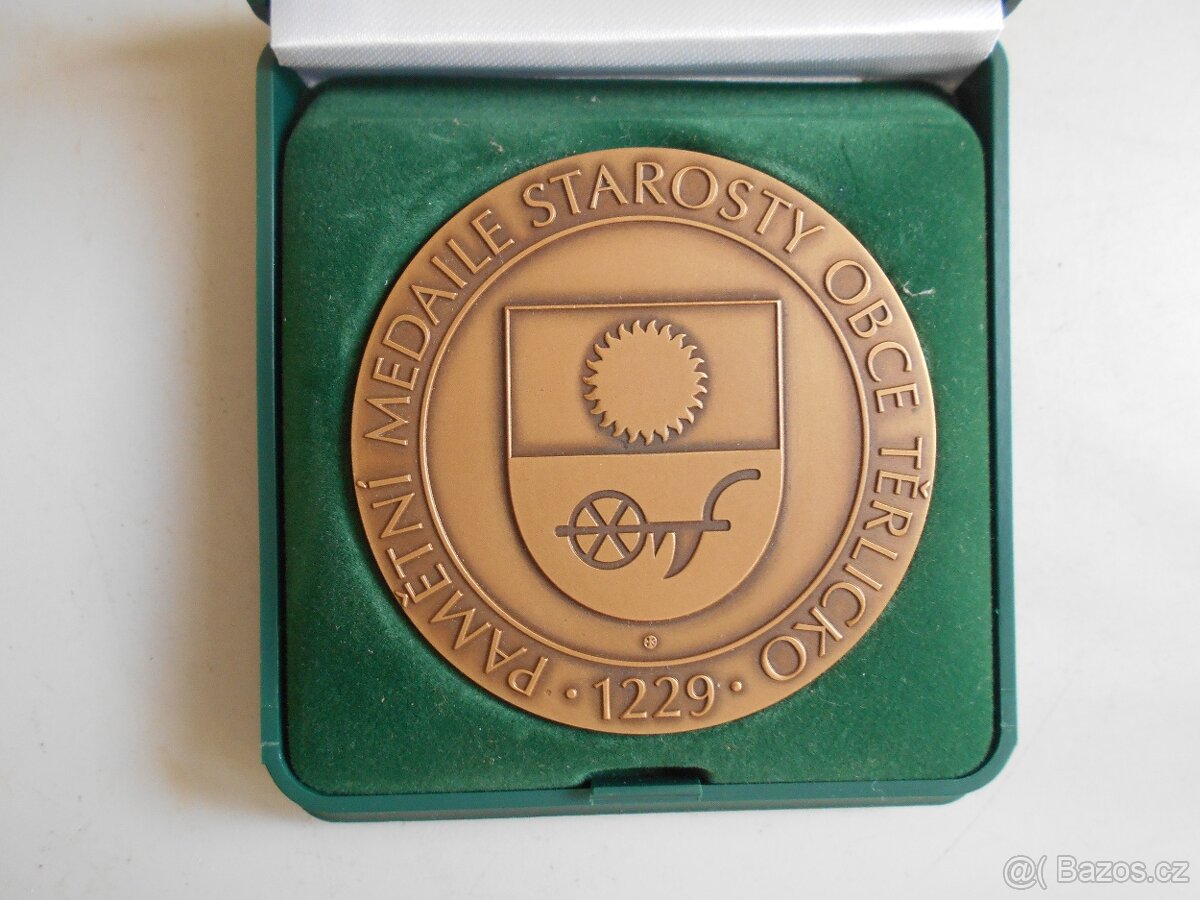 PAMĚTNÍ MEDAILE STAROSTY OBCE TĚRLICKO
· 1229 ·
@( Bazos.cz